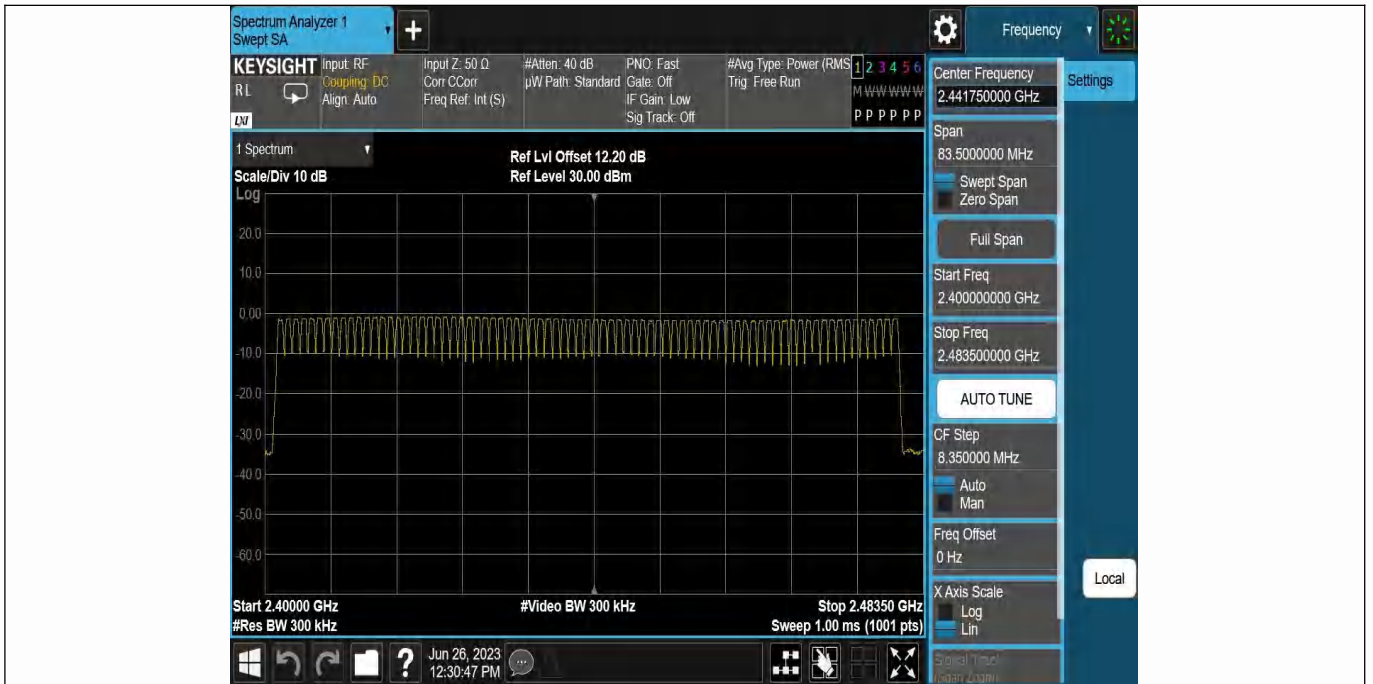 Spectrum Analyzer 1
Swept SA
+
Frequency
KEYSIGHT
R L
LXI
Input: RF
Coupling: DC
Align: Auto
Input Z: 50 Ω
Corr CCorr
Freq Ref: Int (S)
#Atten: 40 dB
µW Path: Standard
PNO: Fast
Gate: Off
IF Gain: Low
Sig Track: Off
#Avg Type: Power (RMS
Trig: Free Run
1 2 3 4 5 6
M W W W W W
P P P P P P
1 Spectrum
Scale/Div 10 dB
Ref Lvl Offset 12.20 dB
Ref Level 30.00 dBm
Log
20.0
10.0
0.00
-10.0
-20.0
-30.0
-40.0
-50.0
-60.0
Start 2.40000 GHz
#Video BW 300 kHz
Stop 2.48350 GHz
#Res BW 300 kHz
Sweep 1.00 ms (1001 pts)
Center Frequency
2.441750000 GHz
Settings
Span
83.5000000 MHz
Swept Span
Zero Span
Full Span
Start Freq
2.400000000 GHz
Stop Freq
2.483500000 GHz
AUTO TUNE
CF Step
8.350000 MHz
Auto
Man
Freq Offset
0 Hz
X Axis Scale
Log
Lin
Signal Track
(Span Zoom)
Local
?
Jun 26, 2023
12:30:47 PM